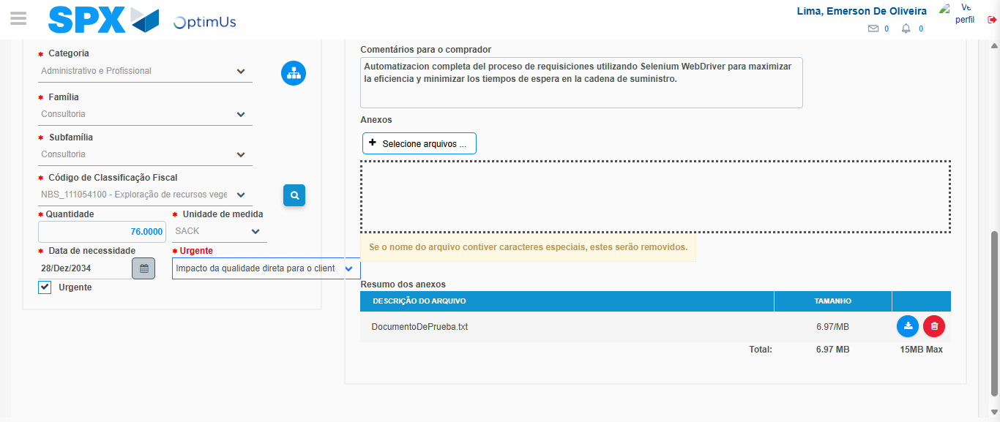 SPX
OptimUs
Lima, Emerson De Oliveira
0
0
perfil
* Categoria
Administrativo e Profissional
* Família
Consultoria
* Subfamília
Consultoria
* Código de Classificação Fiscal
NBS_111054100 - Exploração de recursos vege
* Quantidade
* Unidade de medida
76.0000
SACK
* Data de necessidade
* Urgente
28/Dez/2034
Impacto da qualidade direta para o client
Urgente
Comentários para o comprador
Automatizacion completa del proceso de requisiciones utilizando Selenium WebDriver para maximizar
la eficiencia y minimizar los tiempos de espera en la cadena de suministro.
Anexos
+ Selecione arquivos ...
Se o nome do arquivo contiver caracteres especiais, estes serão removidos.
Resumo dos anexos
DESCRIÇÃO DO ARQUIVO
TAMANHO
DocumentoDePrueba.txt
6.97/MB
Total:
6.97 MB
15MB Max